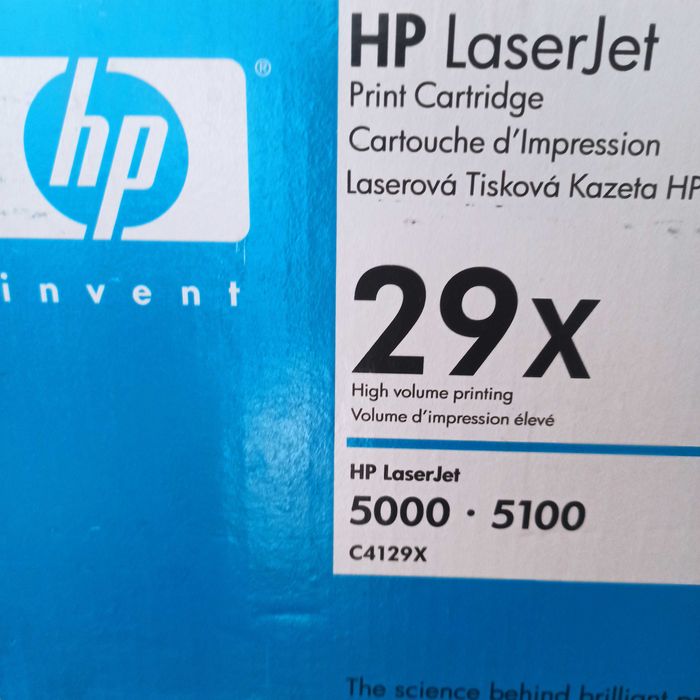 hp
®
invent
HP LaserJet
Print Cartridge
Cartouche d'Impression
Laserová Tisková Kazeta HP
29X
High volume printing
Volume d'impression élevé
HP LaserJet
5000 · 5100
C4129X
The science behind brilliant